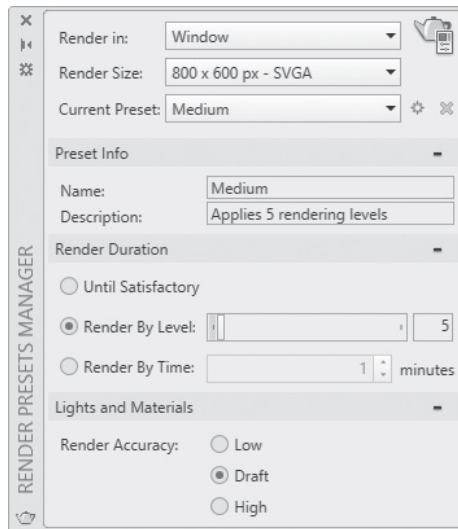 RENDER PRESETS MANAGER
Render in: Window
Render Size: 800 x 600 px - SVGA
Current Preset: Medium
Preset Info
Name: Medium
Description: Applies 5 rendering levels
Render Duration
Until Satisfactory
Render By Level: 5
Render By Time: 1 minutes
Lights and Materials
Render Accuracy: Low
Draft
High